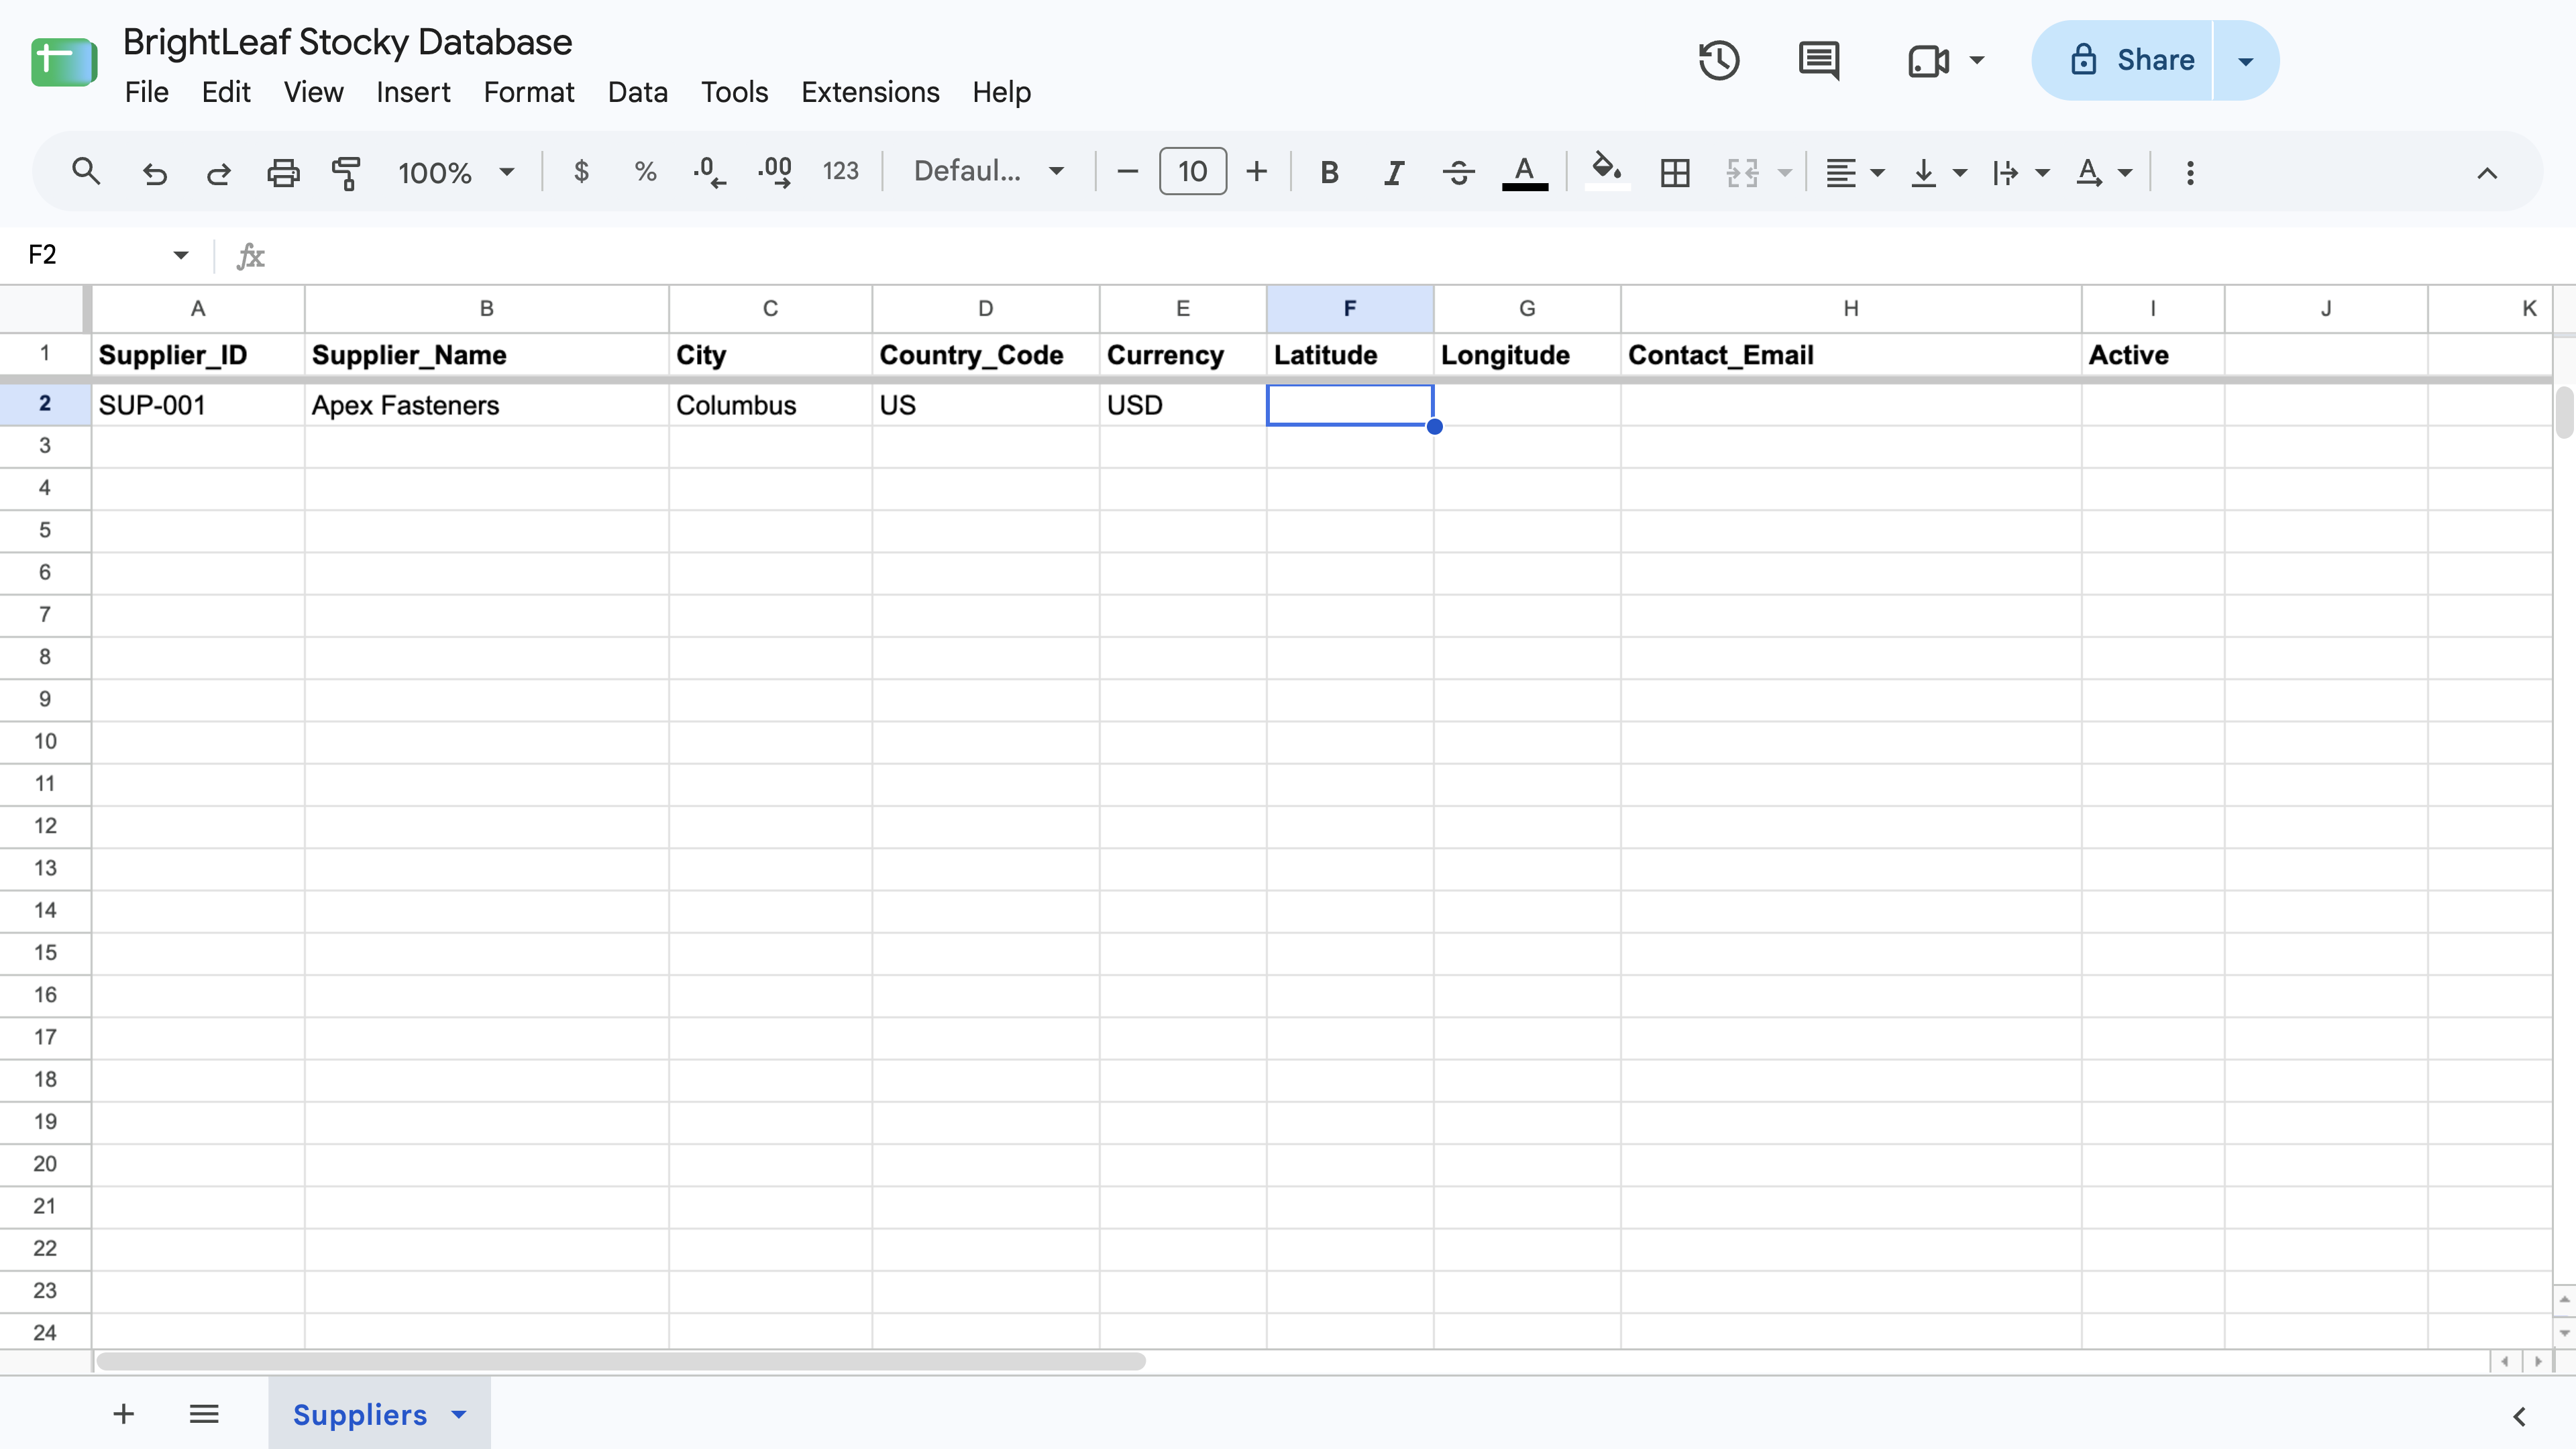 BrightLeaf Stocky Database
File Edit View Insert Format Data Tools Extensions Help
Share
100% $ % .0 .00 123 Defaul... − 10 + B I S A A
F2 fx
A B C D E F G H I J K
1 Supplier_ID Supplier_Name City Country_Code Currency Latitude Longitude Contact_Email Active
2 SUP-001 Apex Fasteners Columbus US USD
3
4
5
6
7
8
9
10
11
12
13
14
15
16
17
18
19
20
21
22
23
24
+ Suppliers